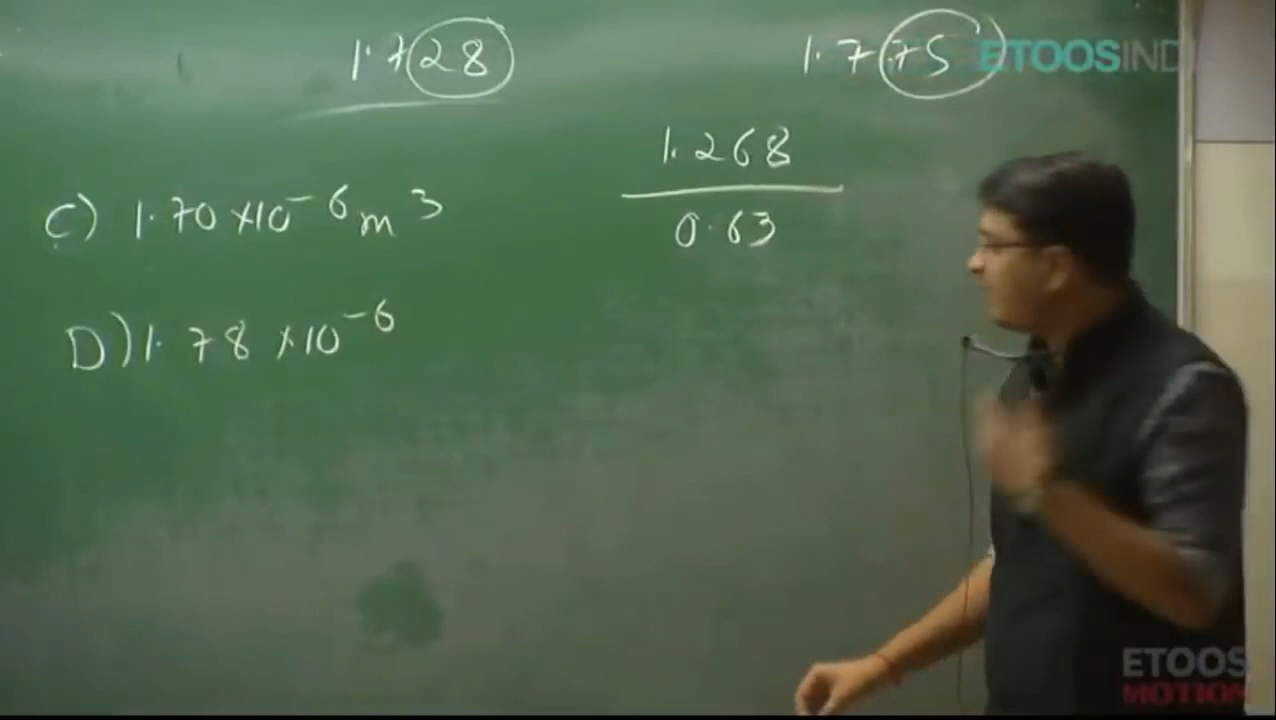 1.728
1.775
ETOOSINDIA
1.268
0.63
C) 1.70 ×10⁻⁶ m³
D) 1.78 ×10⁻⁶
ETOOS
MOTION